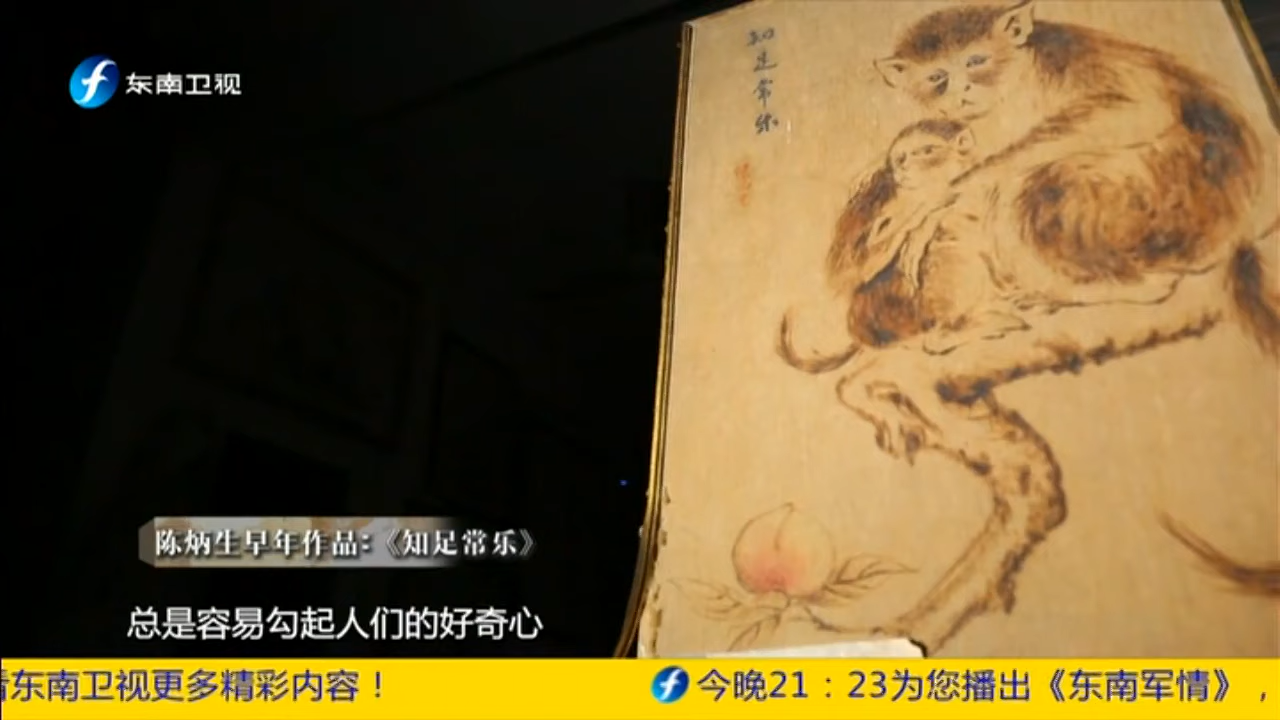 东南卫视
知足常乐
陈炳生早年作品:《知足常乐》
总是容易勾起人们的好奇心
东南卫视更多精彩内容！
今晚21：23为您播出《东南军情》，